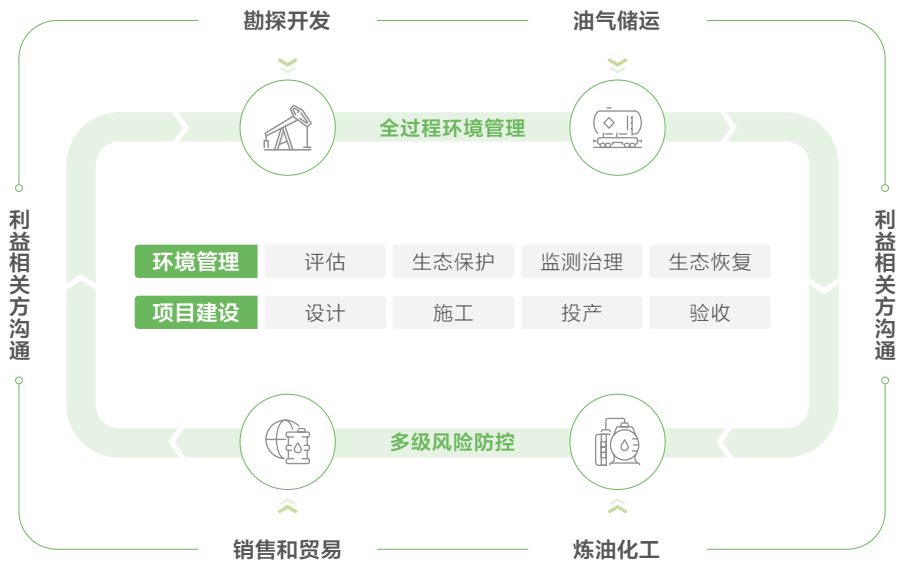 勘探开发
油气储运
全过程环境管理
利益相关方沟通
利益相关方沟通
环境管理
评估
生态保护
监测治理
生态恢复
项目建设
设计
施工
投产
验收
多级风险防控
销售和贸易
炼油化工